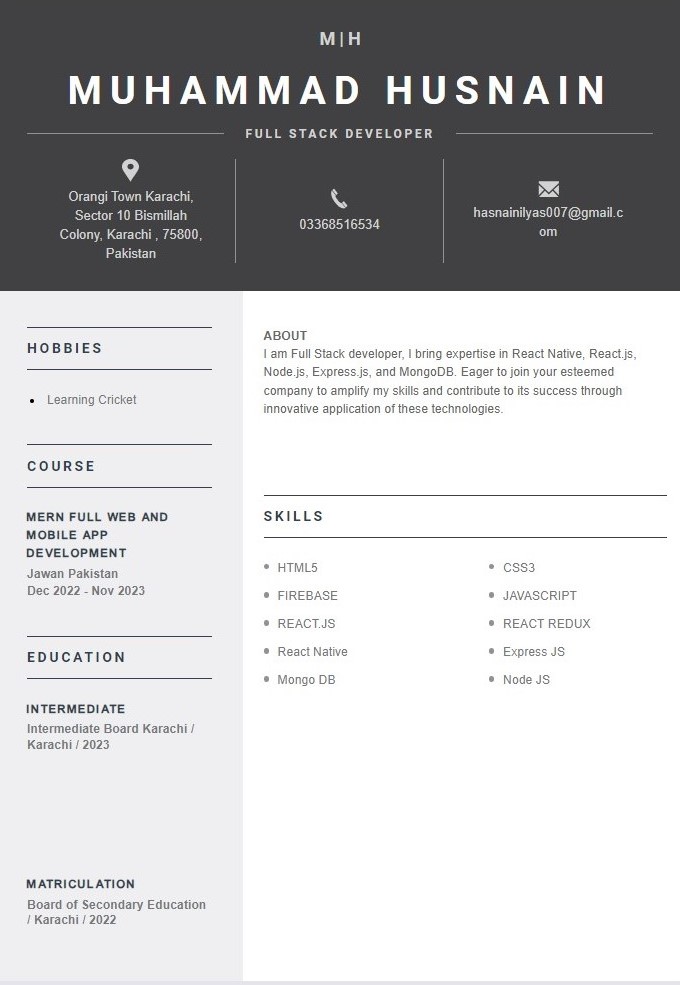 M|H
MUHAMMAD HUSNAIN
FULL STACK DEVELOPER
Orangi Town Karachi,
Sector 10 Bismillah
Colony, Karachi , 75800,
Pakistan
03368516534
hasnainilyas007@gmail.c
om
HOBBIES
Learning Cricket
COURSE
MERN FULL WEB AND
MOBILE APP
DEVELOPMENT
Jawan Pakistan
Dec 2022 - Nov 2023
EDUCATION
INTERMEDIATE
Intermediate Board Karachi /
Karachi / 2023
MATRICULATION
Board of Secondary Education
/ Karachi / 2022
ABOUT
I am Full Stack developer, I bring expertise in React Native, React.js,
Node.js, Express.js, and MongoDB. Eager to join your esteemed
company to amplify my skills and contribute to its success through
innovative application of these technologies.
SKILLS
HTML5
CSS3
FIREBASE
JAVASCRIPT
REACT.JS
REACT REDUX
React Native
Express JS
Mongo DB
Node JS